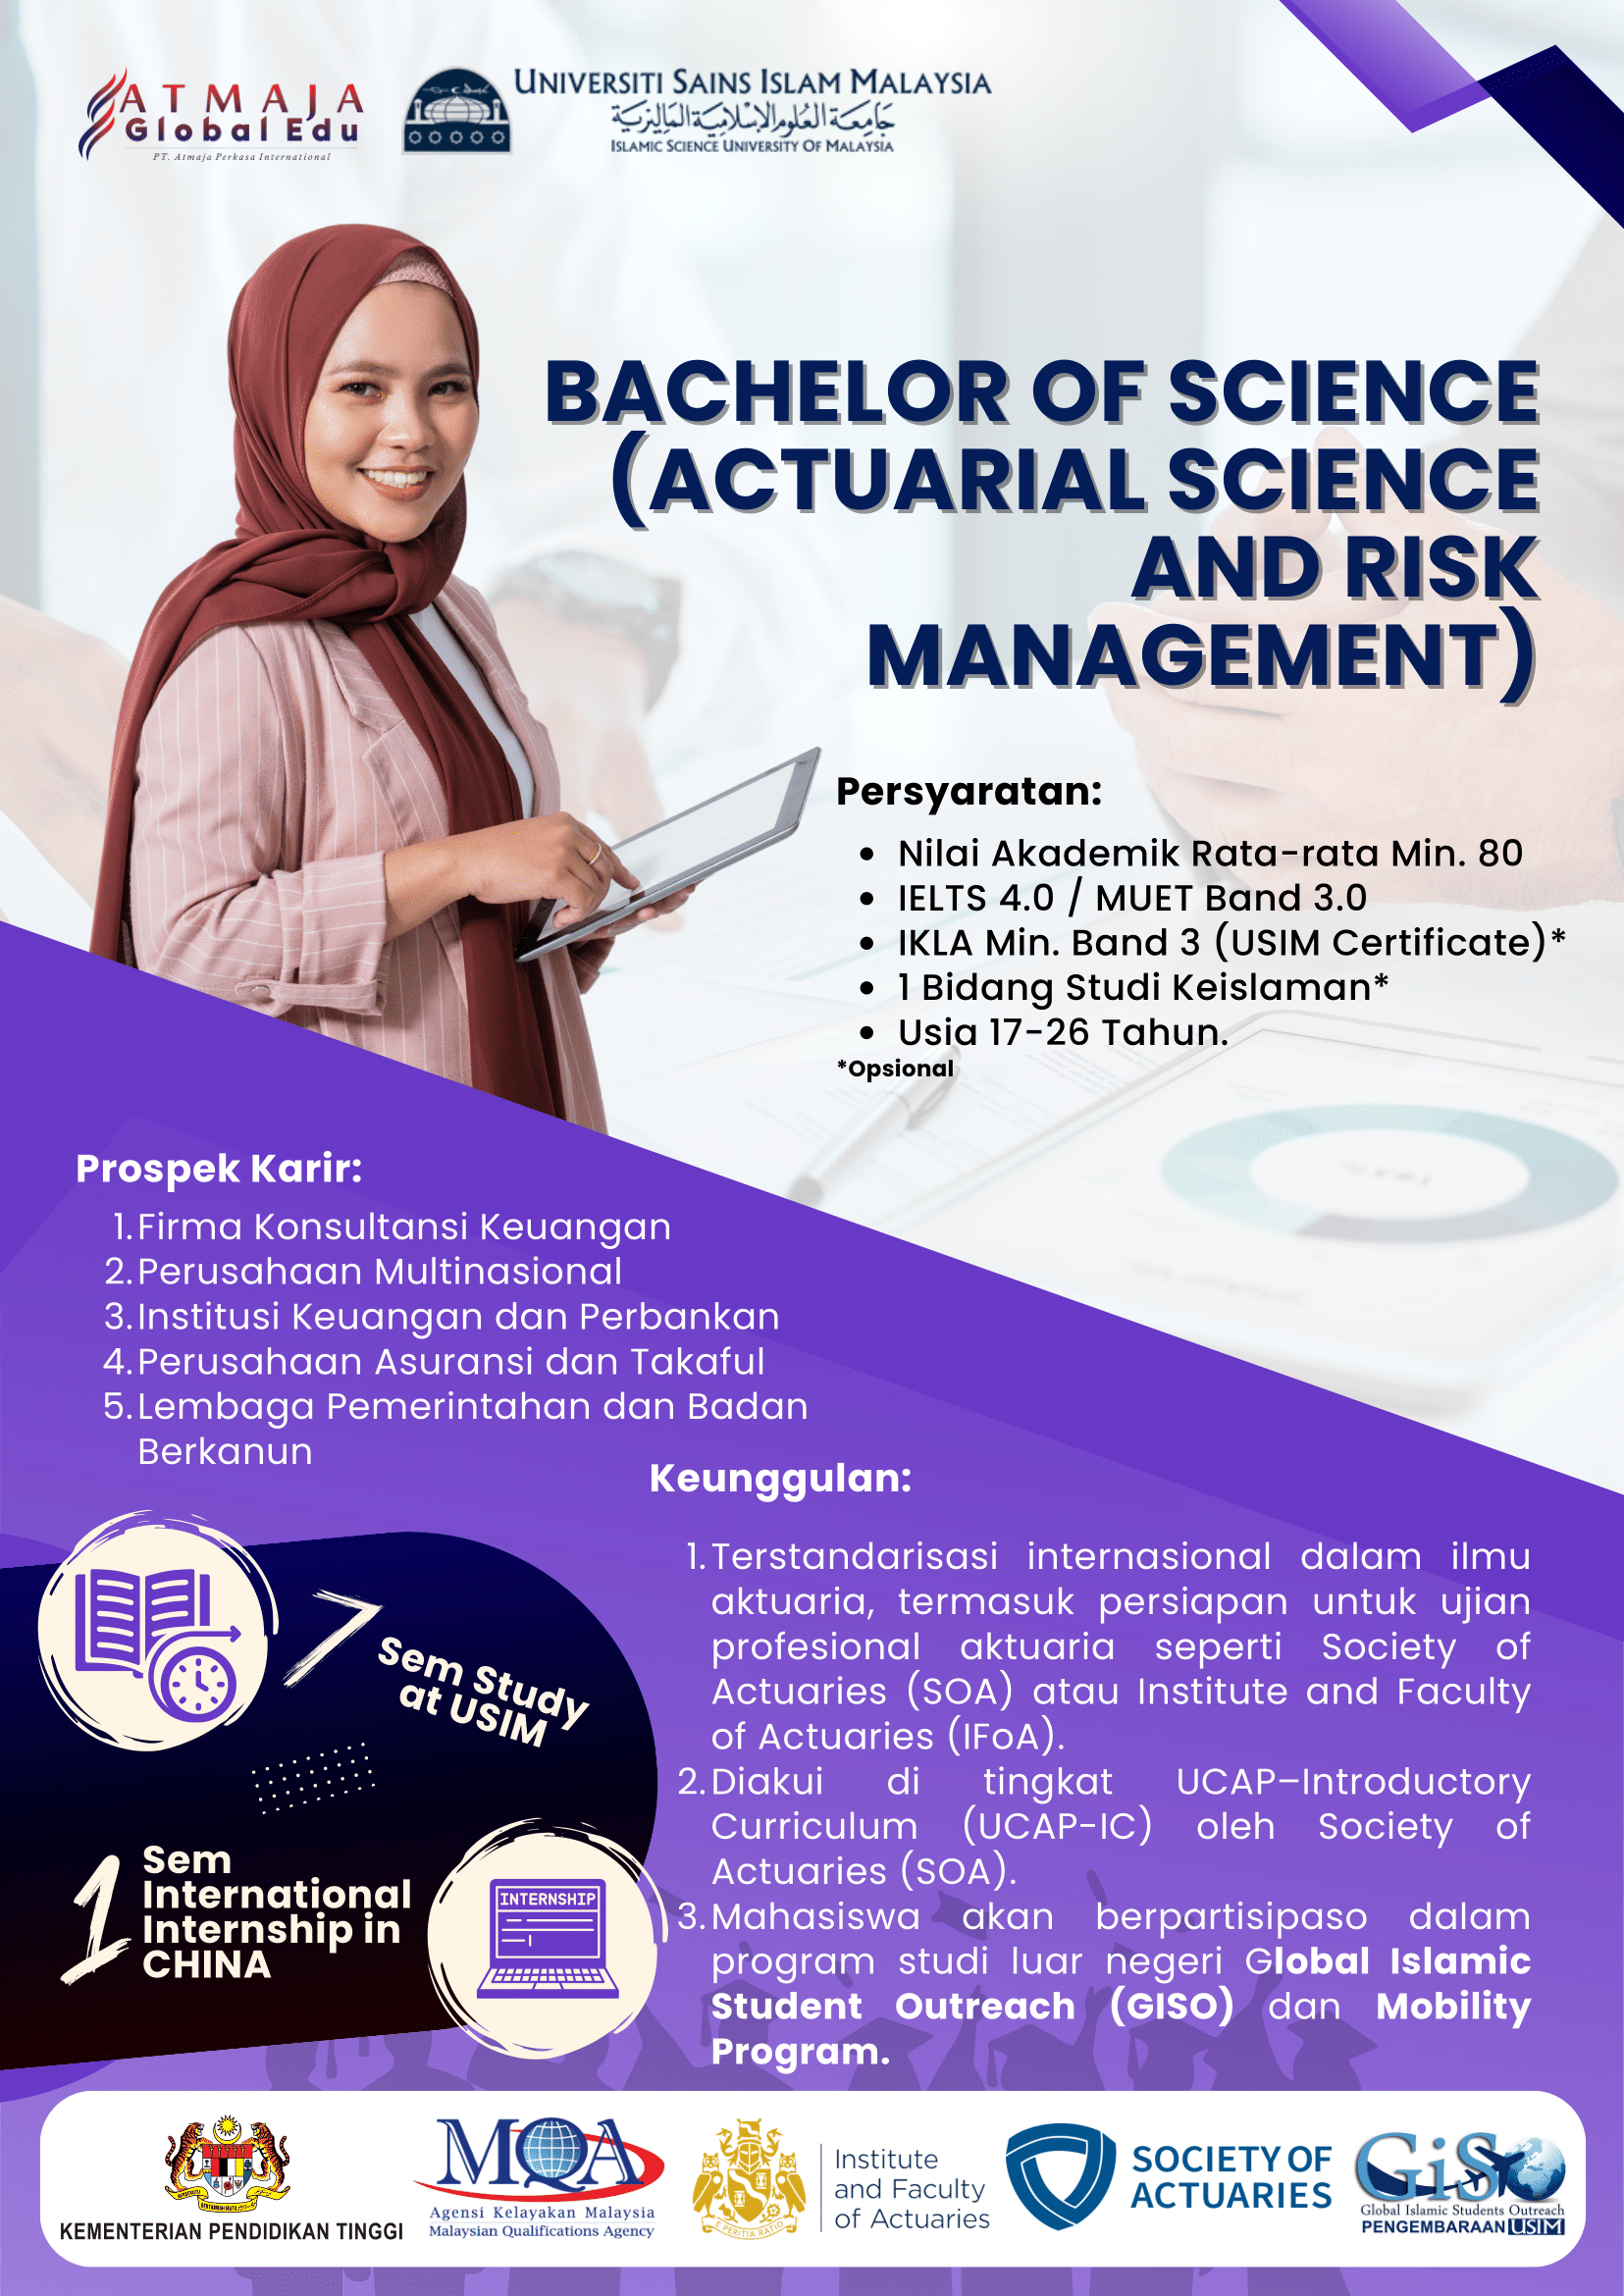 ATMAJA
Global Edu
PT. Atmaja Perkasa International
UNIVERSITI SAINS ISLAM MALAYSIA
جامعة العلوم الإسلامية الماليزية
ISLAMIC SCIENCE UNIVERSITY OF MALAYSIA
BACHELOR OF SCIENCE
(ACTUARIAL SCIENCE
AND RISK
MANAGEMENT)
Persyaratan:
• Nilai Akademik Rata-rata Min. 80
• IELTS 4.0 / MUET Band 3.0
• IKLA Min. Band 3 (USIM Certificate)*
• 1 Bidang Studi Keislaman*
• Usia 17-26 Tahun.
*Opsional
Prospek Karir:
1. Firma Konsultansi Keuangan
2. Perusahaan Multinasional
3. Institusi Keuangan dan Perbankan
4. Perusahaan Asuransi dan Takaful
5. Lembaga Pemerintahan dan Badan
Berkanun
7 Sem Study
at USIM
1 Sem
International
Internship in
CHINA
INTERNSHIP
Keunggulan:
1. Terstandarisasi internasional dalam ilmu
aktuaria, termasuk persiapan untuk ujian
profesional aktuaria seperti Society of
Actuaries (SOA) atau Institute and Faculty
of Actuaries (IFoA).
2. Diakui di tingkat UCAP–Introductory
Curriculum (UCAP-IC) oleh Society of
Actuaries (SOA).
3. Mahasiswa akan berpartisipaso dalam
program studi luar negeri Global Islamic
Student Outreach (GISO) dan Mobility
Program.
KEMENTERIAN PENDIDIKAN TINGGI
MQA
Agensi Kelayakan Malaysia
Malaysian Qualifications Agency
E PERITIA RATIO
Institute
and Faculty
of Actuaries
SOCIETY OF
ACTUARIES
GiSO
Global Islamic Students Outreach
PENGEMBARAAN USIM